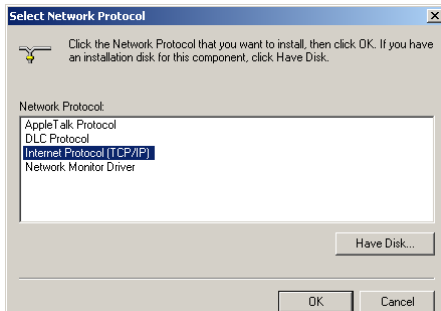 Select Network Protocol
Click the Network Protocol that you want to install, then click OK. If you have
an installation disk for this component, click Have Disk.
Network Protocol:
AppleTalk Protocol
DLC Protocol
Internet Protocol (TCP/IP)
Network Monitor Driver
Have Disk...
OK Cancel